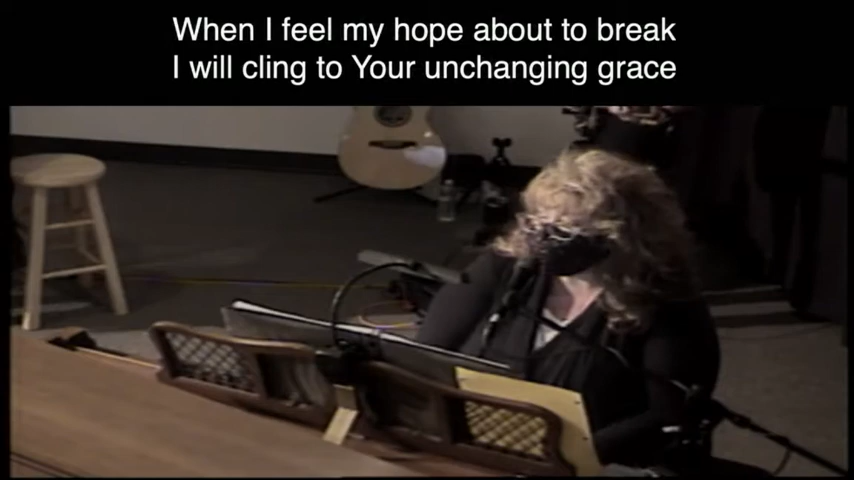 When I feel my hope about to break
I will cling to Your unchanging grace